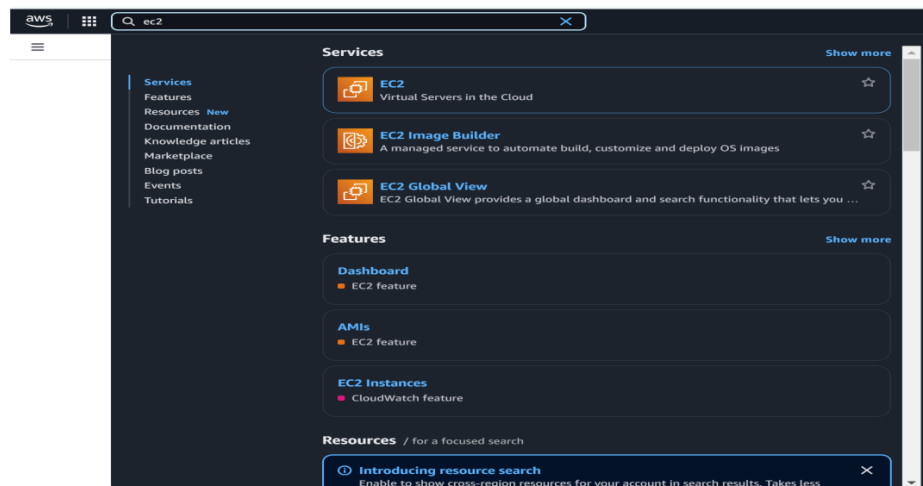 aws
ec2
Services
Features
Resources New
Documentation
Knowledge articles
Marketplace
Blog posts
Events
Tutorials
Services
Show more
EC2
Virtual Servers in the Cloud
EC2 Image Builder
A managed service to automate build, customize and deploy OS images
EC2 Global View
EC2 Global View provides a global dashboard and search functionality that lets you ...
Features
Show more
Dashboard
EC2 feature
AMIs
EC2 feature
EC2 Instances
CloudWatch feature
Resources / for a focused search
Introducing resource search
Enable to show cross-region resources for your account in search results. Takes less